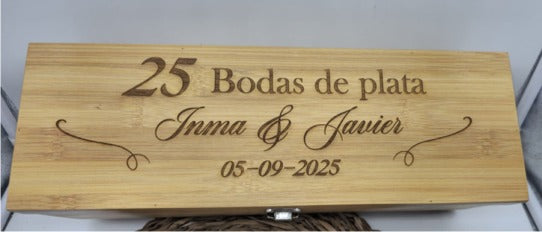 25 Bodas de plata
Inma & Javier
05-09-2025